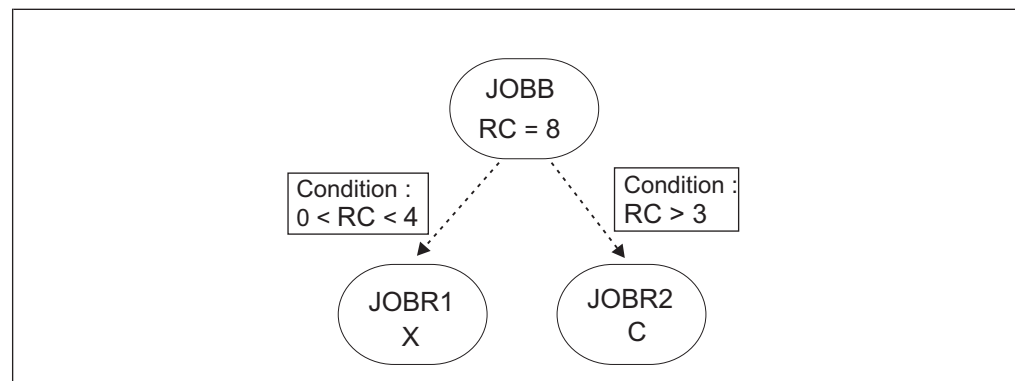 JOBB
RC = 8
Condition :
0 < RC < 4
Condition :
RC > 3
JOBR1
X
JOBR2
C